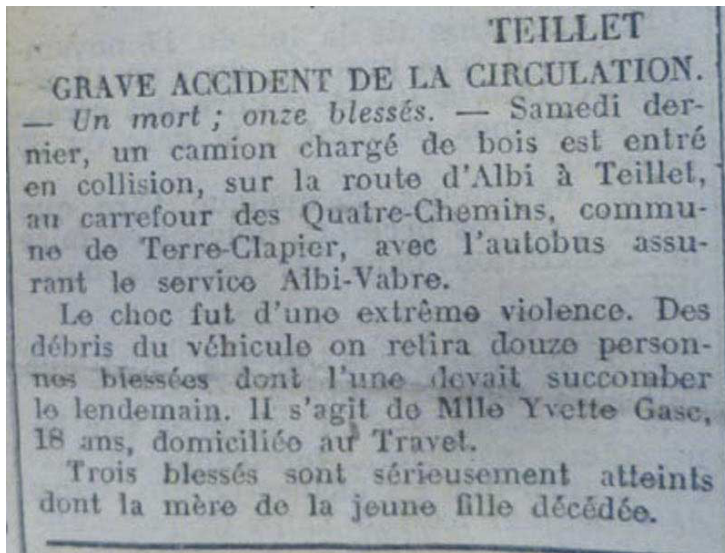 TEILLET
GRAVE ACCIDENT DE LA CIRCULATION.
— Un mort ; onze blessés. — Samedi der-
nier, un camion chargé de bois est entré
en collision, sur la route d'Albi à Teillet,
au carrefour des Quatre-Chemins, commu-
ne de Terre-Clapier, avec l'autobus assu-
rant le service Albi-Vabre.
Le choc fut d'une extrême violence. Des
débris du véhicule on retira douze person-
nes blessées dont l'une devait succomber
le lendemain. Il s'agit de Mlle Yvette Gasc,
18 ans, domiciliée au Travet.
Trois blessés sont sérieusement atteints
dont la mère de la jeune fille décédée.